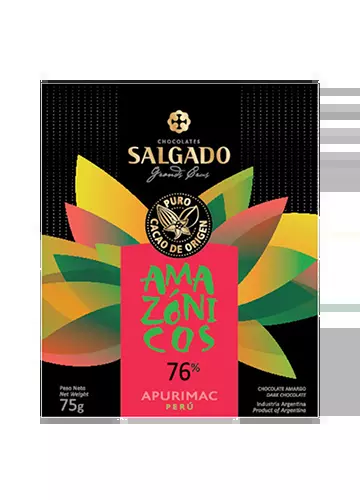 CHOCOLATES
SALGADO
Grands Crus
PURO
CACAO DE ORIGEN
AMA
ZÓNI
COS
76%
APURIMAC
PERÚ
Peso Neto
Net Weight
75g
CHOCOLATE AMARGO
DARK CHOCOLATE
Industria Argentina
Product of Argentina